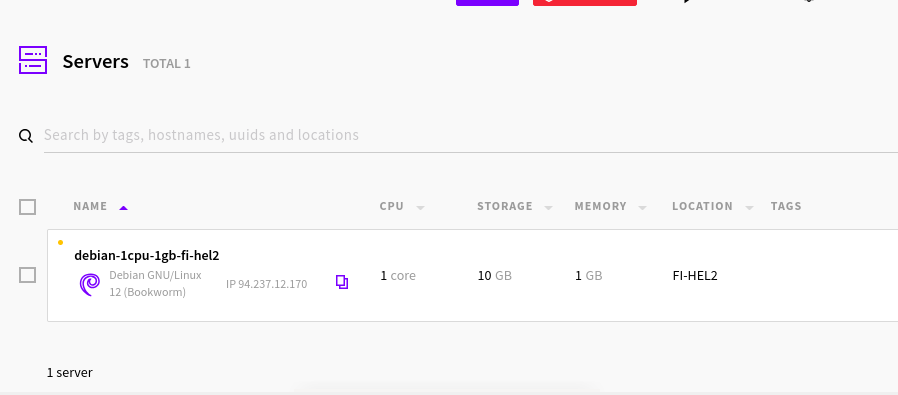 Servers TOTAL 1
Search by tags, hostnames, uuids and locations
NAME CPU STORAGE MEMORY LOCATION TAGS
debian-1cpu-1gb-fi-hel2
Debian GNU/Linux
12 (Bookworm)
IP 94.237.12.170
1 core
10 GB
1 GB
FI-HEL2
1 server